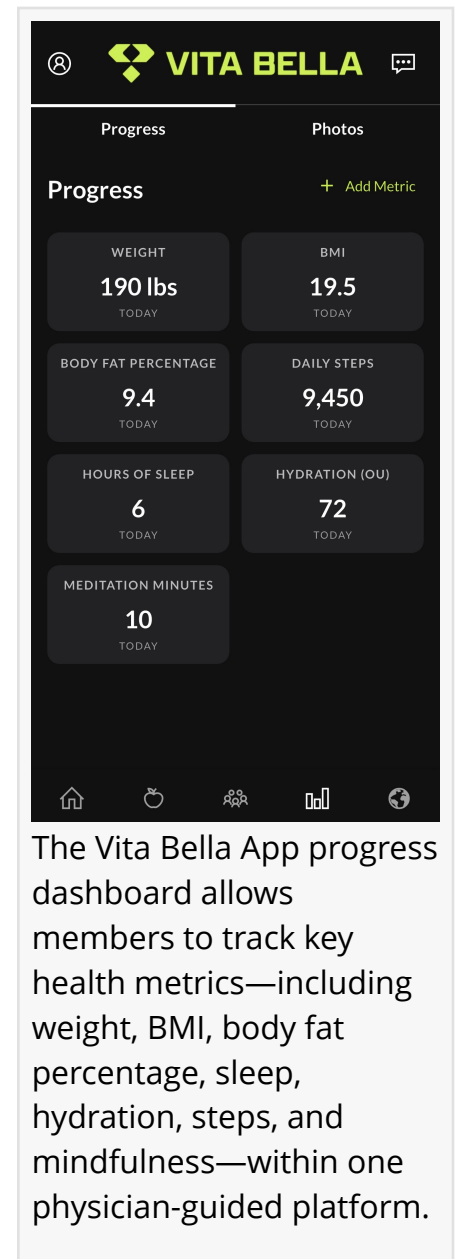 VITA BELLA
Progress Photos
Progress + Add Metric
WEIGHT
190 lbs
TODAY
BMI
19.5
TODAY
BODY FAT PERCENTAGE
9.4
TODAY
DAILY STEPS
9,450
TODAY
HOURS OF SLEEP
6
TODAY
HYDRATION (OU)
72
TODAY
MEDITATION MINUTES
10
TODAY
The Vita Bella App progress
dashboard allows
members to track key
health metrics—including
weight, BMI, body fat
percentage, sleep,
hydration, steps, and
mindfulness—within one
physician-guided platform.